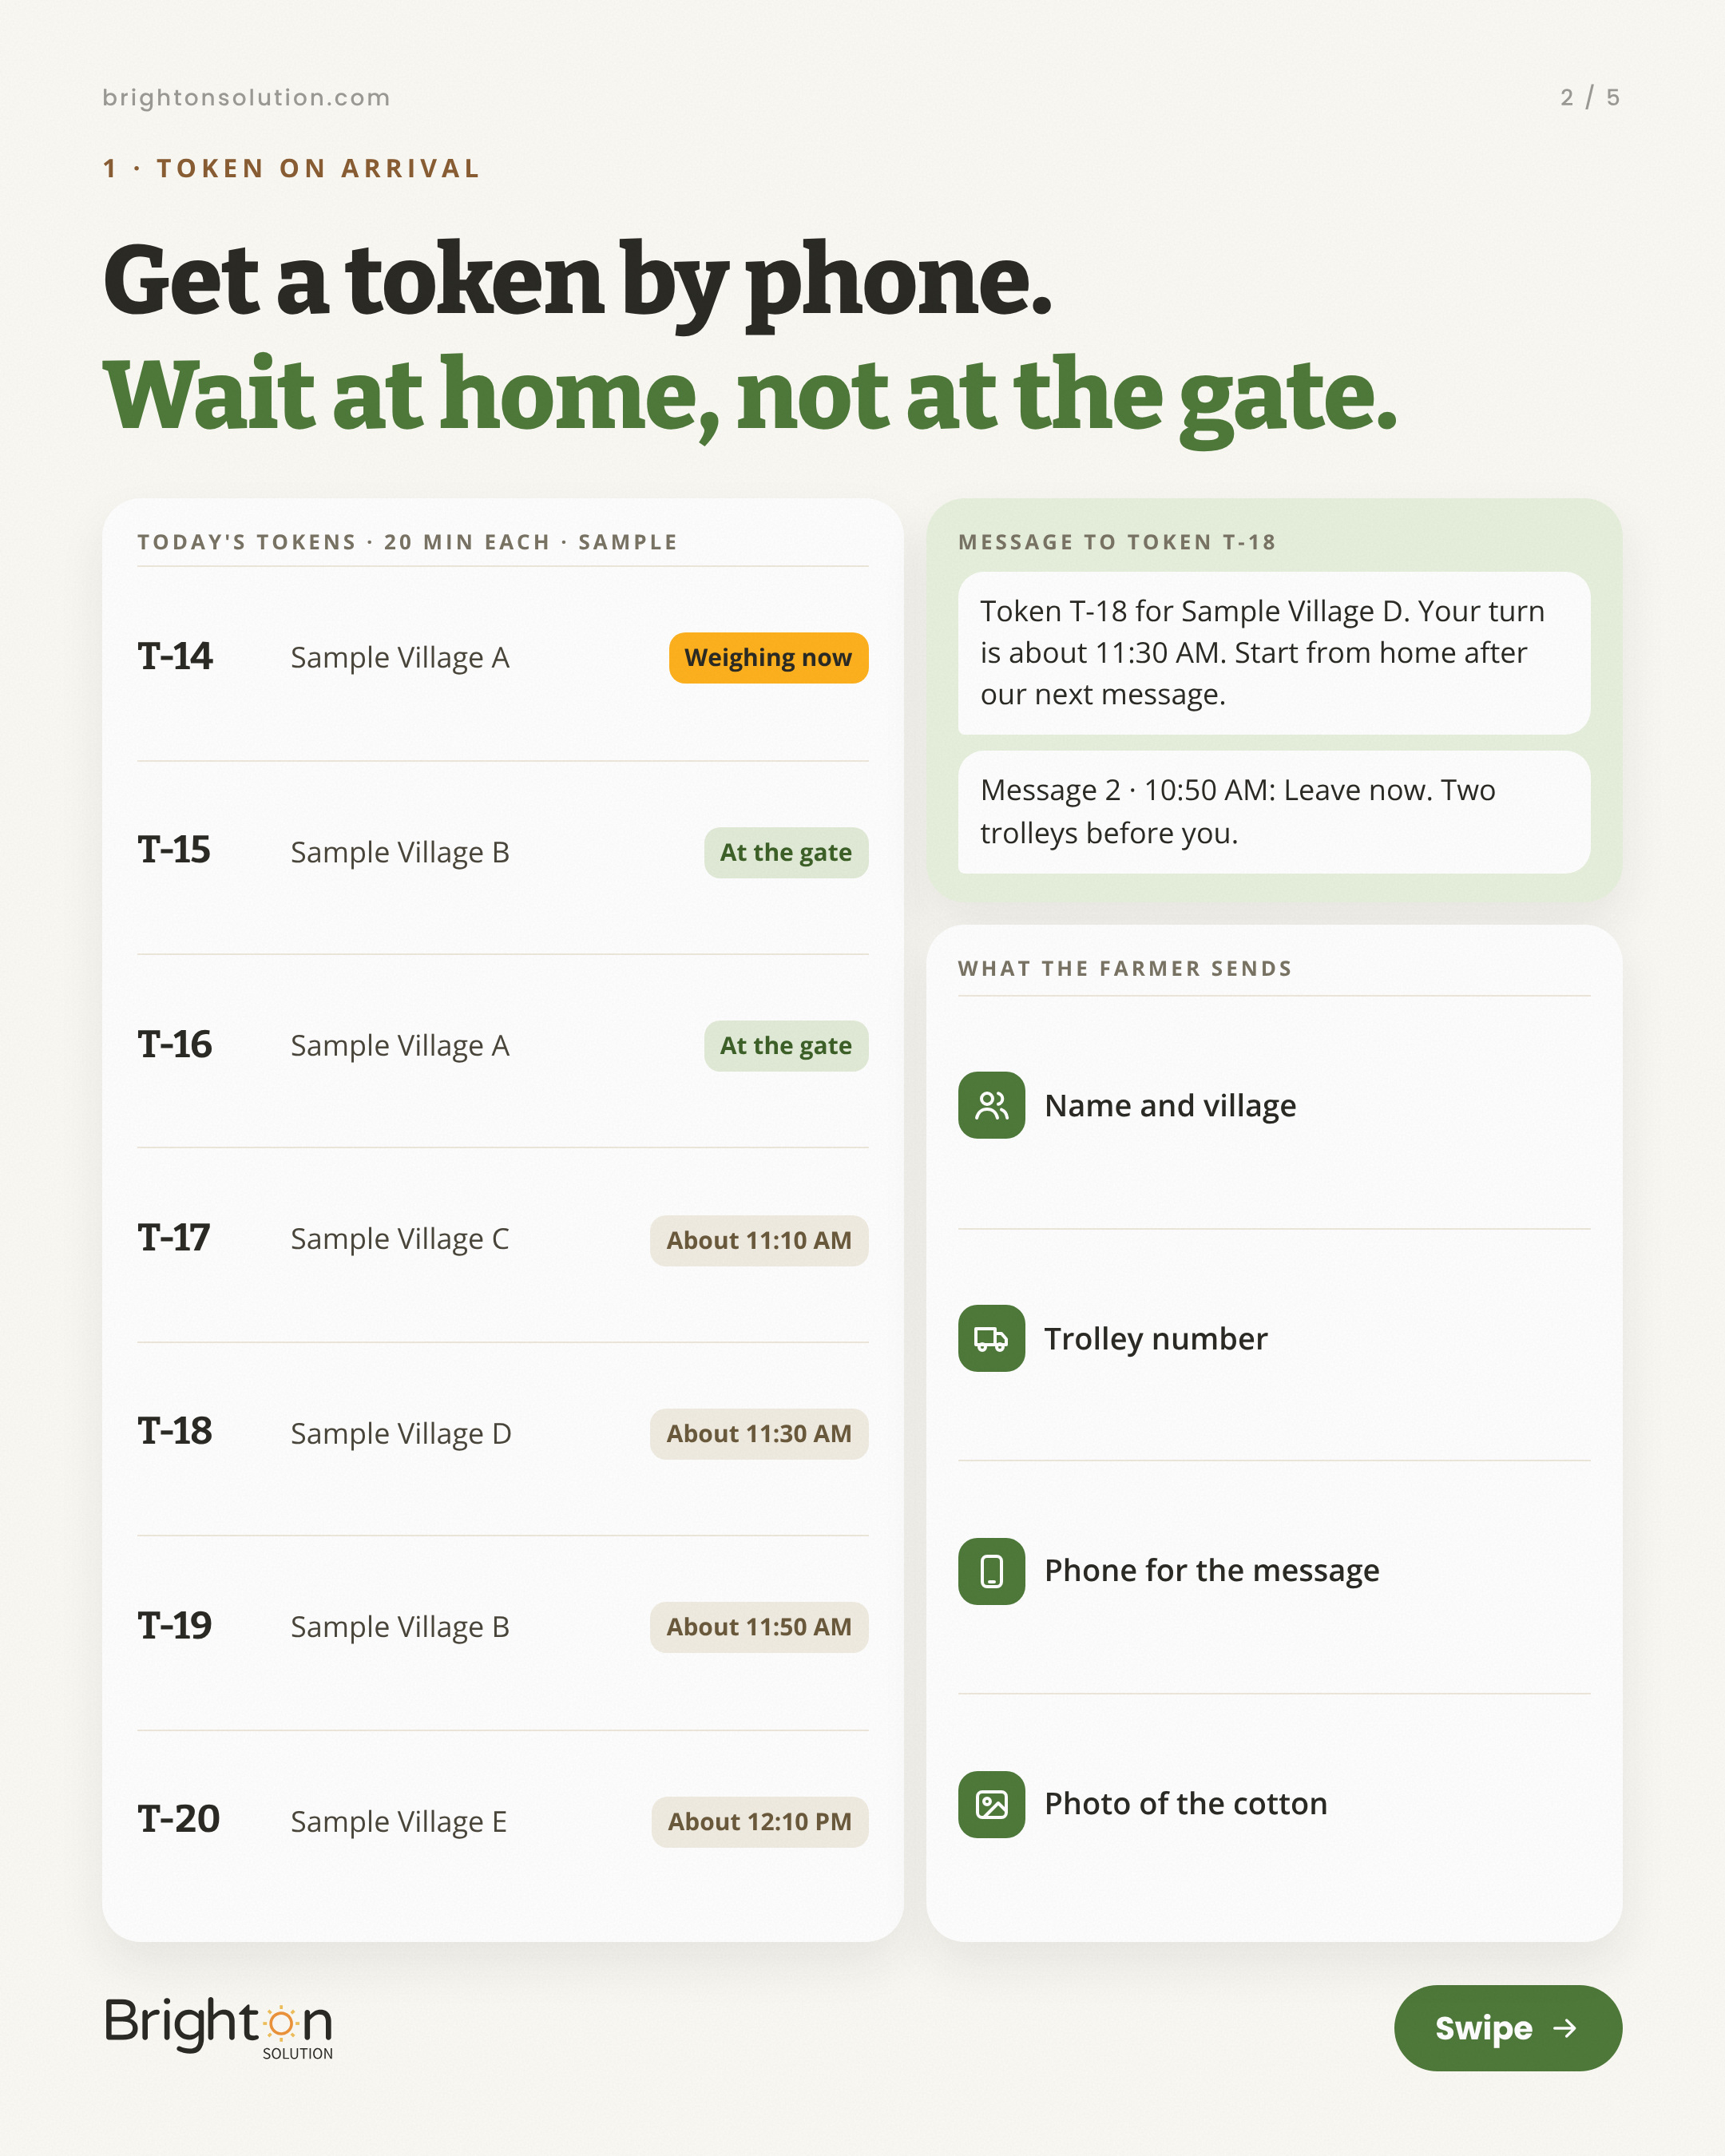 brightonsolution.com
2 / 5
1 · TOKEN ON ARRIVAL
Get a token by phone.
Wait at home, not at the gate.
TODAY'S TOKENS · 20 MIN EACH · SAMPLE
T-14 Sample Village A Weighing now
T-15 Sample Village B At the gate
T-16 Sample Village A At the gate
T-17 Sample Village C About 11:10 AM
T-18 Sample Village D About 11:30 AM
T-19 Sample Village B About 11:50 AM
T-20 Sample Village E About 12:10 PM
MESSAGE TO TOKEN T-18
Token T-18 for Sample Village D. Your turn
is about 11:30 AM. Start from home after
our next message.
Message 2 · 10:50 AM: Leave now. Two
trolleys before you.
WHAT THE FARMER SENDS
Name and village
Trolley number
Phone for the message
Photo of the cotton
Brighton
SOLUTION
Swipe →